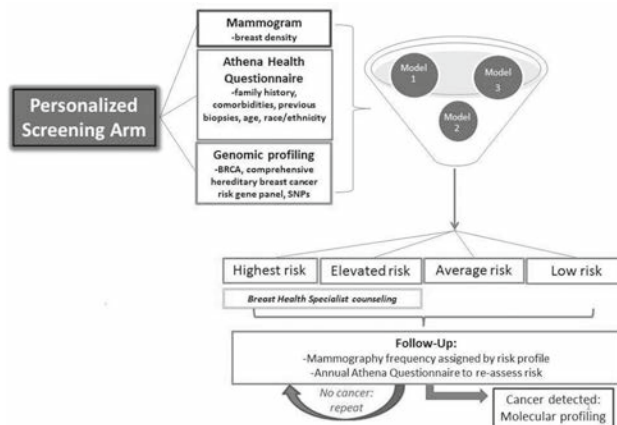 Mammogram
-breast density
Athena Health
Questionnaire
-family history,
comorbidities, previous
biopsies, age, race/ethnicity
Personalized
Screening Arm
Genomic profiling
-BRCA, comprehensive
hereditary breast cancer
risk gene panel, SNPs
Model
1
Model
3
Model
2
Highest risk
Elevated risk
Average risk
Low risk
Breast Health Specialist counseling
Follow-Up:
-Mammography frequency assigned by risk profile
-Annual Athena Questionnaire to re-assess risk
No cancer:
repeat
Cancer detected:
Molecular profiling